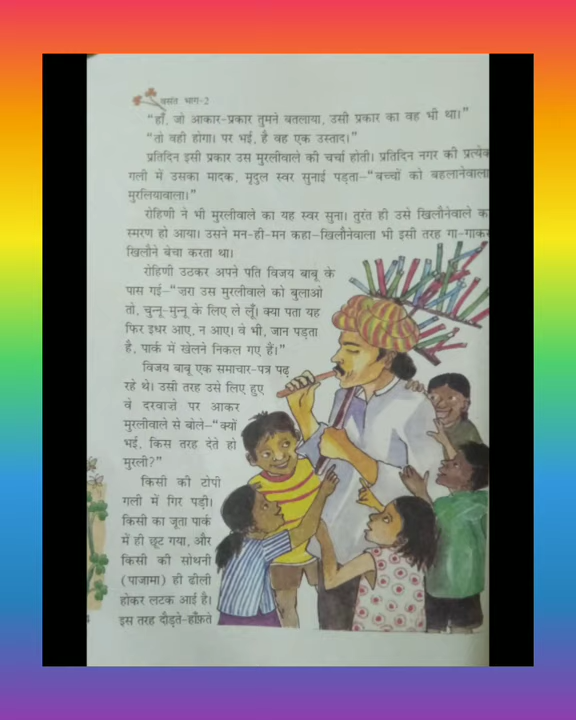 वसंत भाग-2
“हाँ, जो आकार-प्रकार तुमने बतलाया, उसी प्रकार का वह भी था।”
“तो वही होगा। पर भई, है वह एक उस्ताद।”
प्रतिदिन इसी प्रकार उस मुरलीवाले की चर्चा होती। प्रतिदिन नगर की प्रत्येक
गली में उसका मादक, मृदुल स्वर सुनाई पड़ता–“बच्चों को बहलानेवाला
मुरलियावाला।”
रोहिणी ने भी मुरलीवाले का यह स्वर सुना। तुरंत ही उसे खिलौनेवाले का
स्मरण हो आया। उसने मन-ही-मन कहा–खिलौनेवाला भी इसी तरह गा-गाकर
खिलौने बेचा करता था।
रोहिणी उठकर अपने पति विजय बाबू के
पास गई–“ज़रा उस मुरलीवाले को बुलाओ
तो, चुन्नू-मुन्नू के लिए ले लूँ। क्या पता यह
फिर इधर आए, न आए। वे भी, जान पड़ता
है, पार्क में खेलने निकल गए हैं।”
विजय बाबू एक समाचार-पत्र पढ़
रहे थे। उसी तरह उसे लिए हुए
वे दरवाज़े पर आकर
मुरलीवाले से बोले–“क्यों
भई, किस तरह देते हो
मुरली?”
किसी की टोपी
गली में गिर पड़ी।
किसी का जूता पार्क
में ही छूट गया, और
किसी की सोथनी
(पाजामा) ही ढीली
होकर लटक आई है।
इस तरह दौड़ते-हाँफ़ते